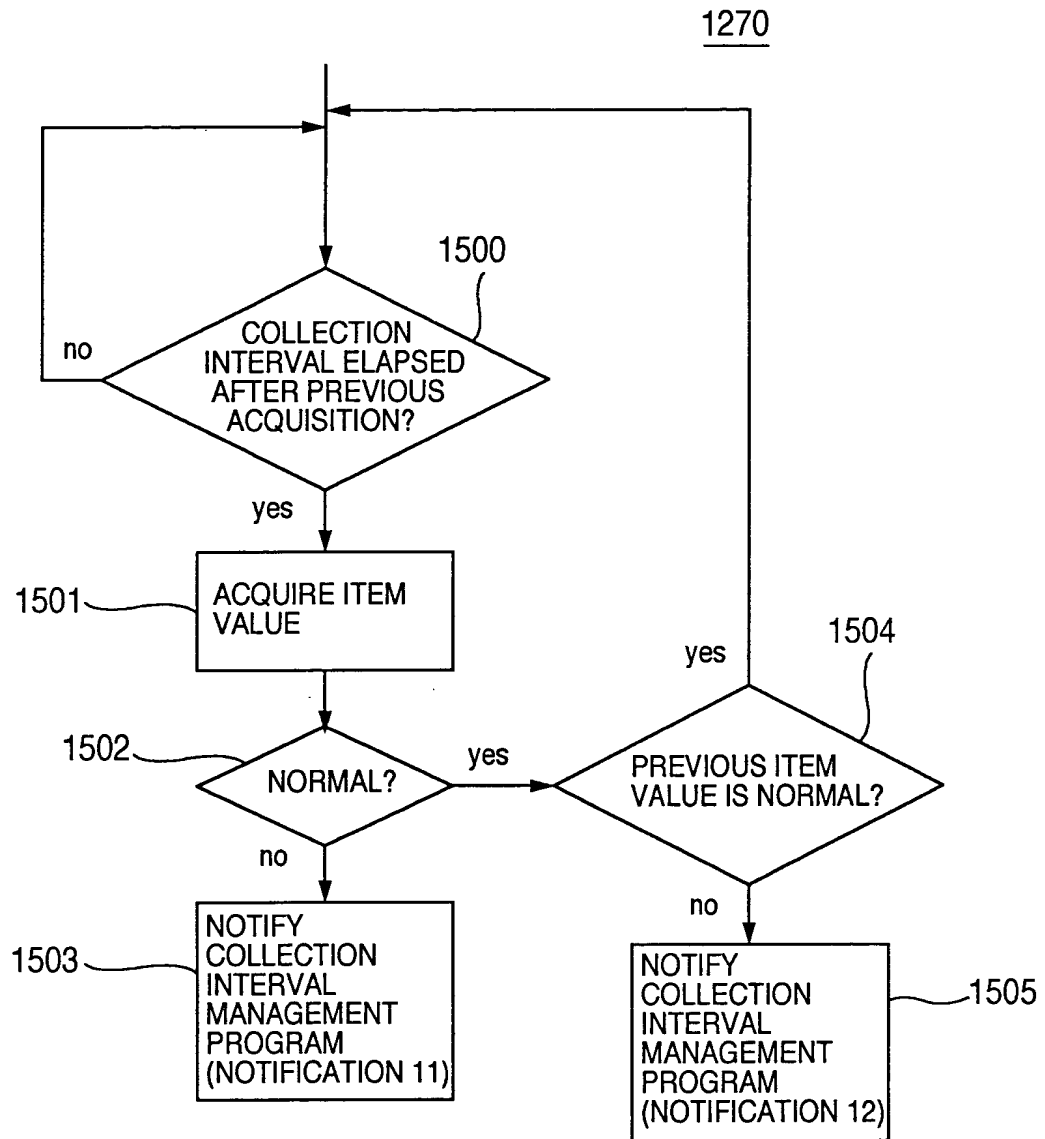 1270
1500
COLLECTION
INTERVAL ELAPSED
AFTER PREVIOUS
ACQUISITION?
no
yes
1501
ACQUIRE ITEM
VALUE
1504
yes
1502
NORMAL?
yes
PREVIOUS ITEM
VALUE IS NORMAL?
no
no
1503
NOTIFY
COLLECTION
INTERVAL
MANAGEMENT
PROGRAM
(NOTIFICATION 11)
NOTIFY
COLLECTION
INTERVAL
MANAGEMENT
PROGRAM
(NOTIFICATION 12)
1505